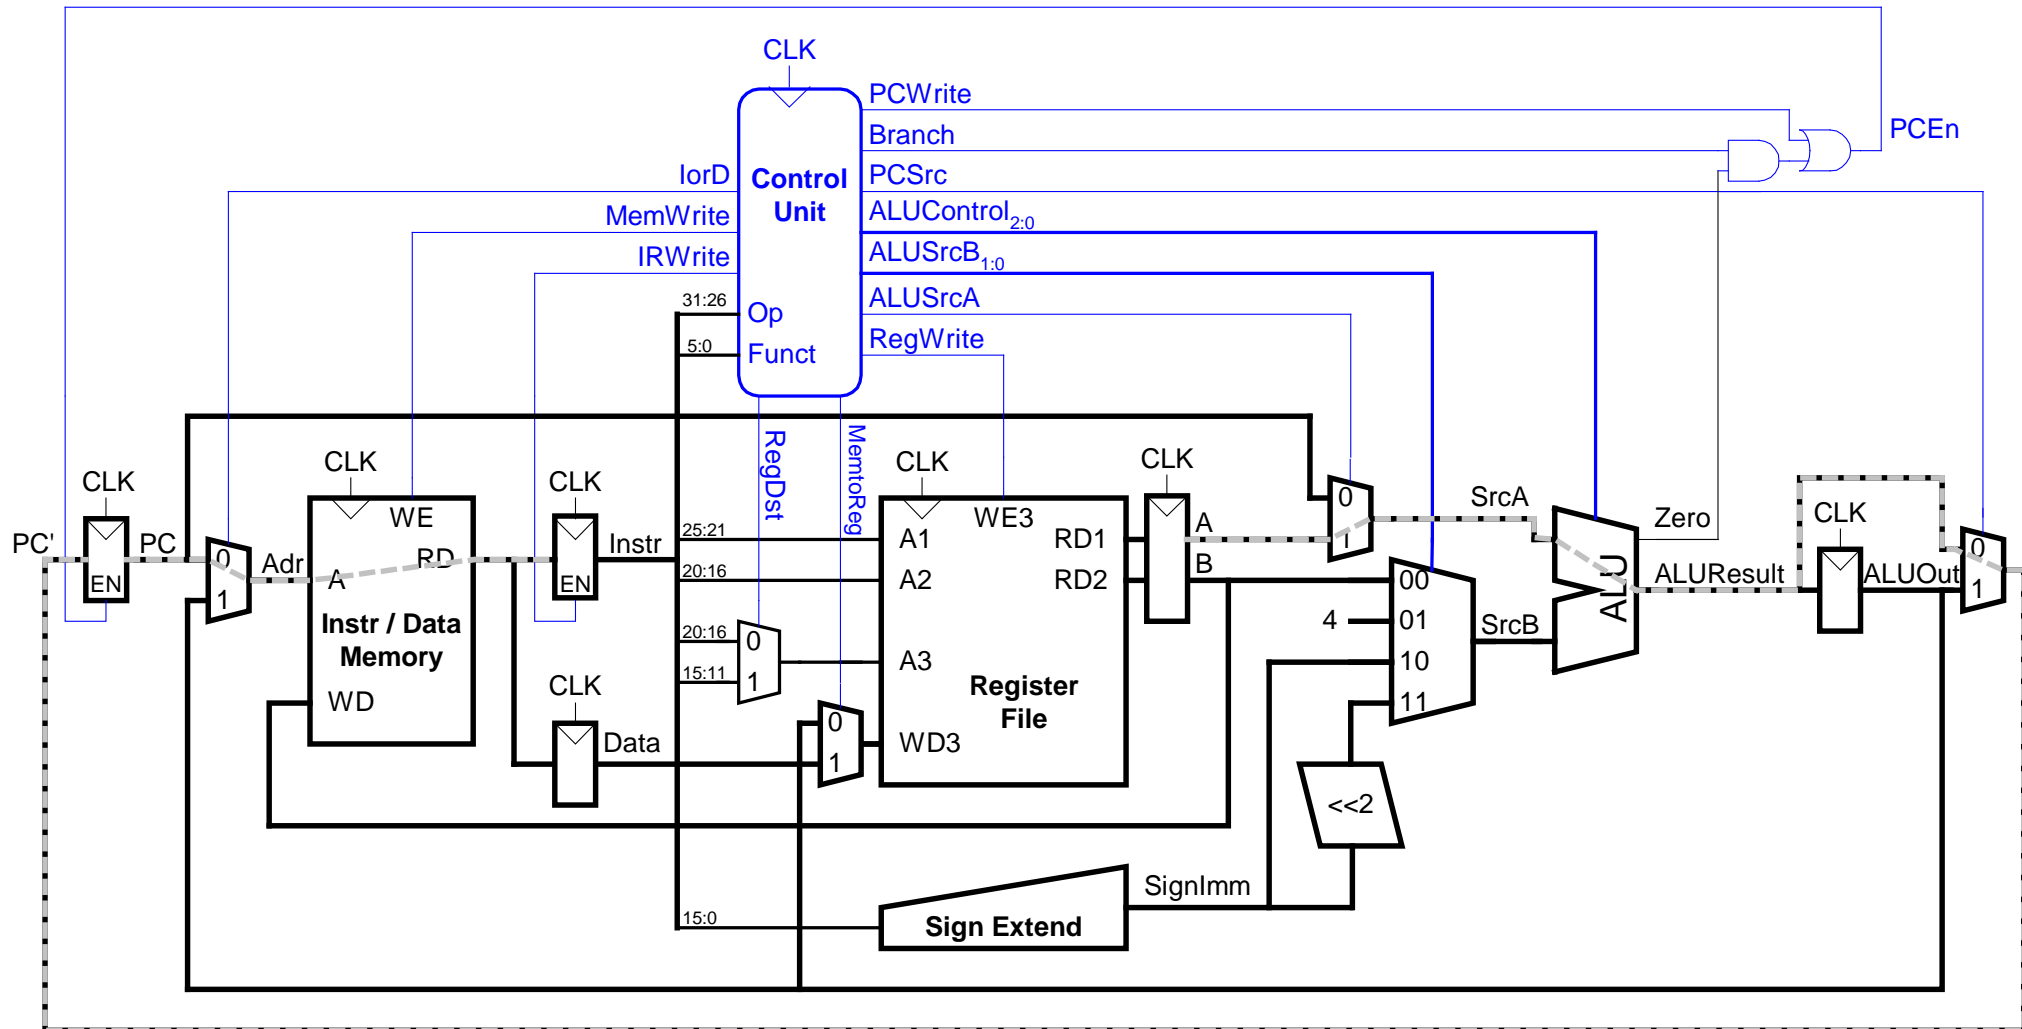 CLK
PCWrite
Branch
PCEn
IorD
Control
Unit
PCSrc
MemWrite
ALUControl2:0
IRWrite
ALUSrcB1:0
31:26
Op
ALUSrcA
5:0
Funct
RegWrite
RegDst
MemtoReg
CLK
CLK
CLK
CLK
CLK
CLK
CLK
PC'
EN
PC
0
1
Adr
WE
A
RD
Instr / Data
Memory
WD
EN
Instr
CLK
Data
25:21
20:16
20:16
15:11
0
1
0
1
A1
A2
A3
WD3
WE3
RD1
RD2
Register
File
A
B
0
1
SrcA
00
4
01
10
11
SrcB
ALU
Zero
ALUResult
ALUOut
0
1
<<2
SignImm
15:0
Sign Extend